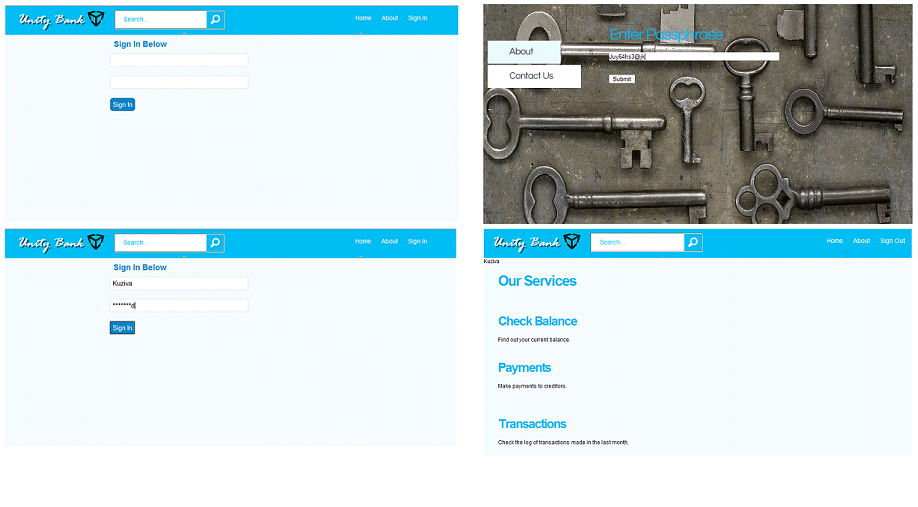 Unity Bank
Search...
Home About Sign In
Sign In Below
Sign In
Enter Passphrase
About
Contact Us
Submit
Unity Bank
Search...
Home About Sign In
Sign In Below
Kuziva
*******d
Sign In
Unity Bank
Search...
Home About Sign Out
Kuziva
Our Services
Check Balance
Find out your current balance.
Payments
Make payments to creditors.
Transactions
Check the log of transactions made in the last month.